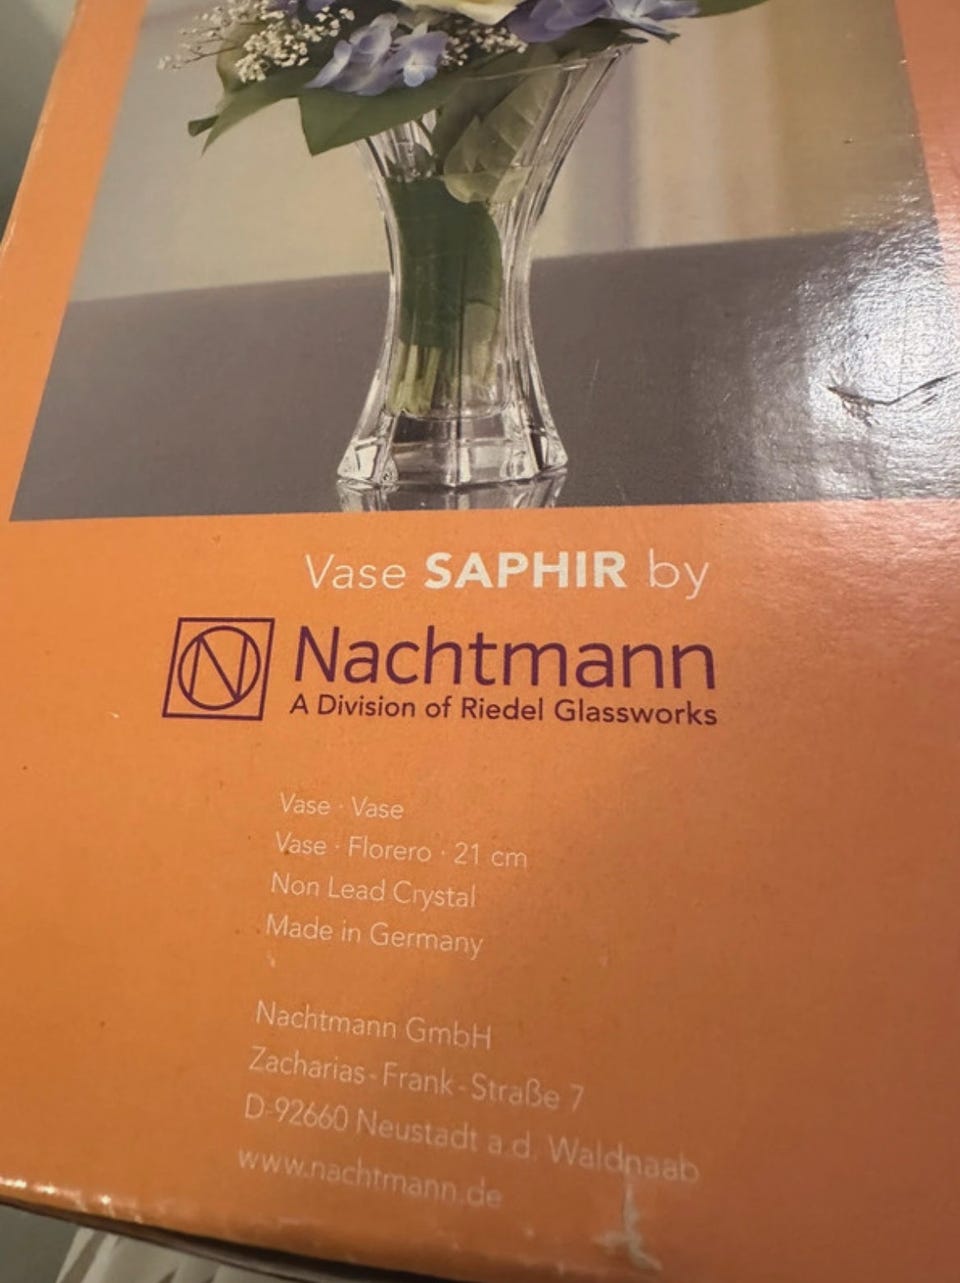 Vase SAPHIR by
N Nachtmann
A Division of Riedel Glassworks
Vase · Vase
Vase · Florero · 21 cm
Non Lead Crystal
Made in Germany
Nachtmann GmbH
Zacharias-Frank-Straße 7
D-92660 Neustadt a.d. Waldnaab
www.nachtmann.de